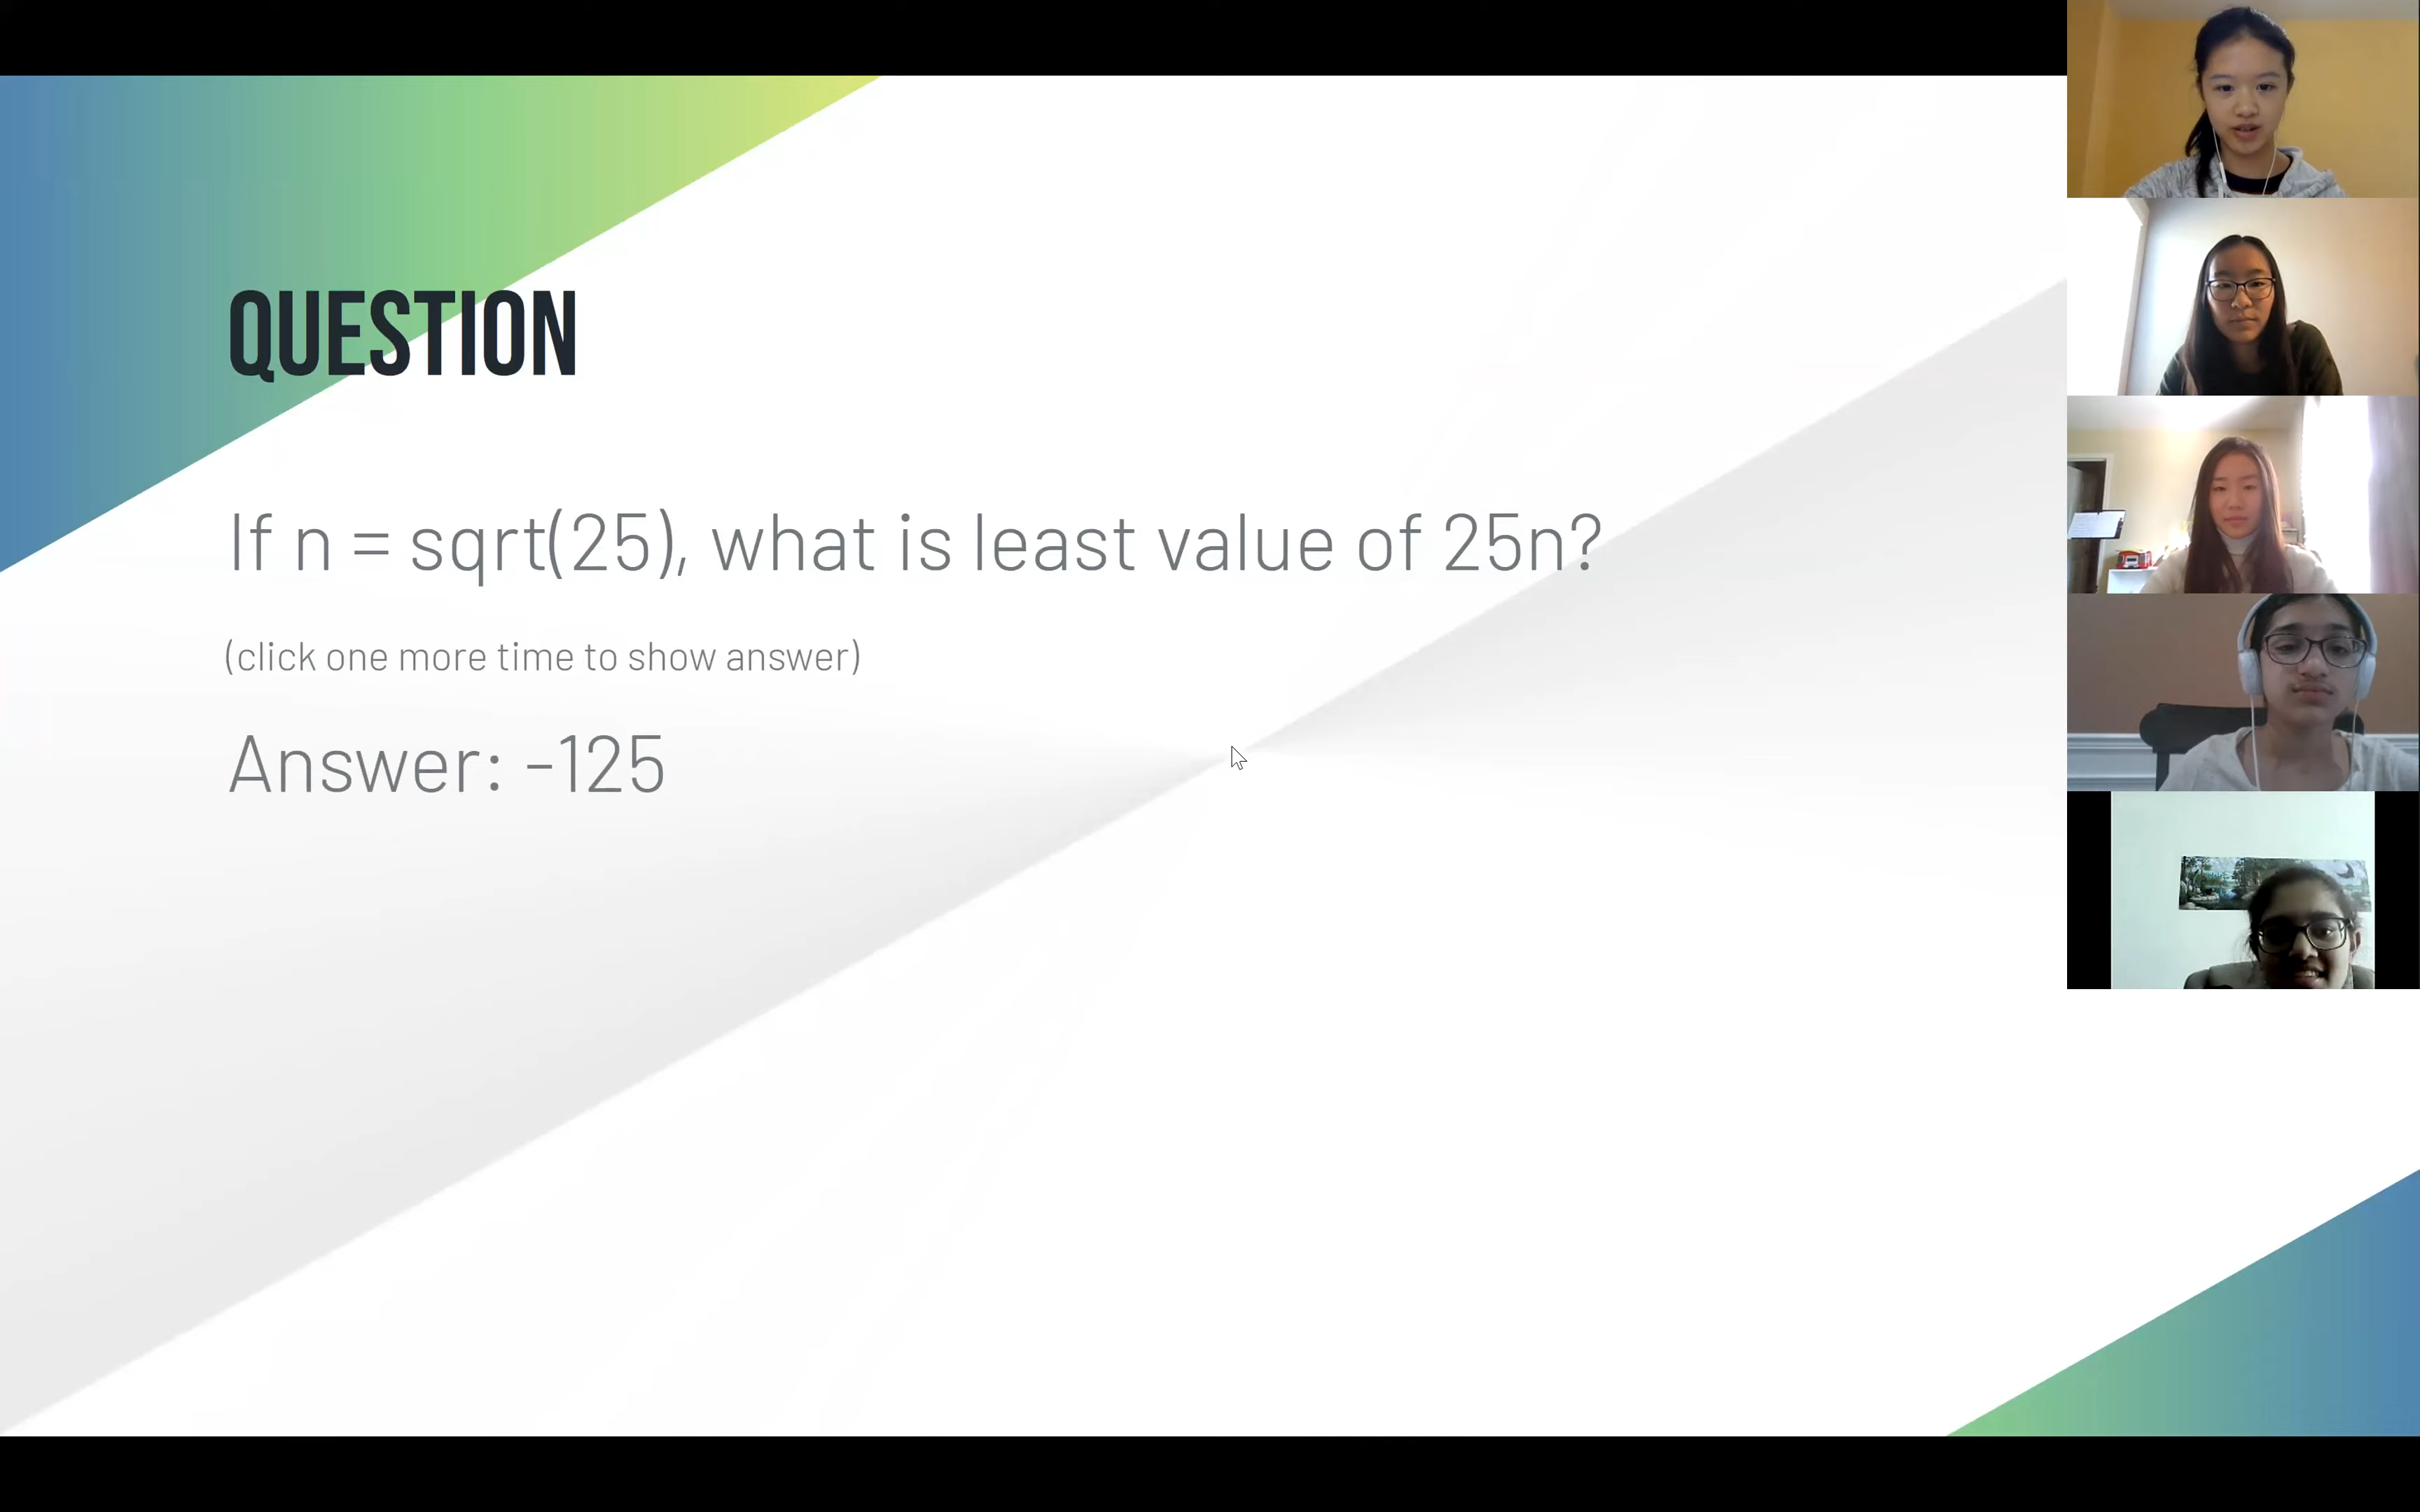 QUESTION
If n = sqrt(25), what is least value of 25n?
(click one more time to show answer)
Answer: -125